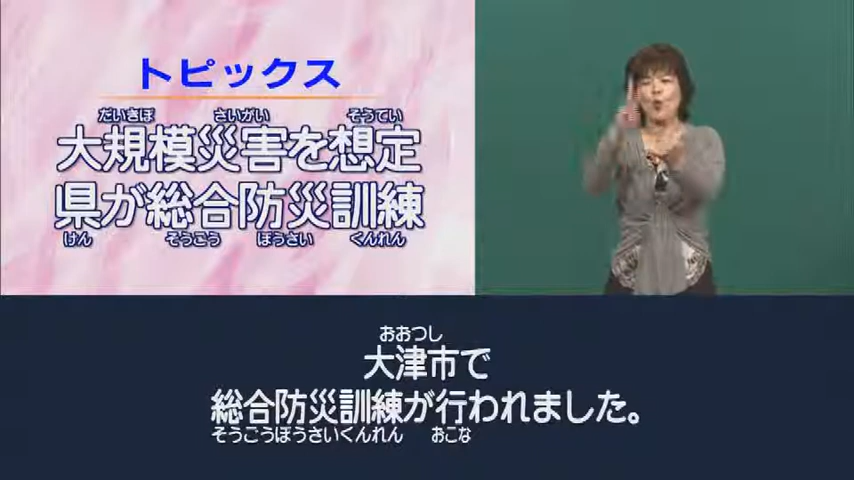 トピックス
だいきぼ さいがい そうてい
大規模災害を想定
県が総合防災訓練
けん そうごう ぼうさい くんれん
おおつし
大津市で
総合防災訓練が行われました。
そうごうぼうさいくんれん おこな